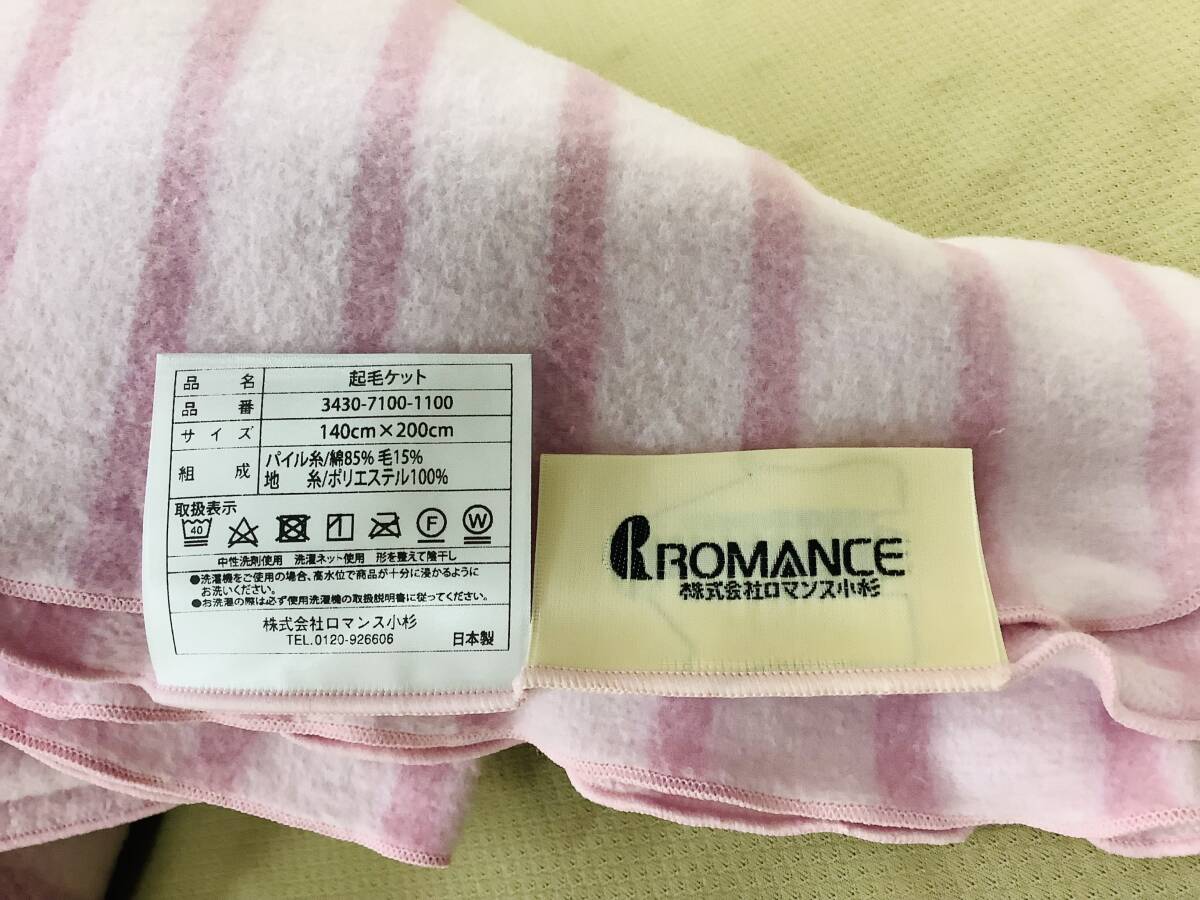 品 名 起毛ケット
品 番 3430-7100-1100
サイズ 140cm×200cm
組 成 パイル糸/綿85% 毛15%
地 糸/ポリエステル100%
取扱表示
40 F W
中性洗剤使用 洗濯ネット使用 形を整えて陰干し
●洗濯機をご使用の場合、高水位で商品が十分に浸かるように
お洗いください。
●お洗濯の際は必ず使用洗濯機の取扱説明書に従ってください。
株式会社ロマンス小杉
TEL.0120-926606 日本製
ROMANCE
株式会社ロマンス小杉